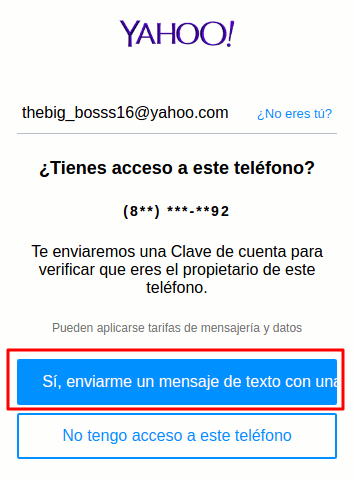 YAHOO!
thebig_bosss16@yahoo.com ¿No eres tú?
¿Tienes acceso a este teléfono?
(8**) ***-**92
Te enviaremos una Clave de cuenta para
verificar que eres el propietario de este
teléfono.
Pueden aplicarse tarifas de mensajería y datos
Sí, enviarme un mensaje de texto con una
No tengo acceso a este teléfono